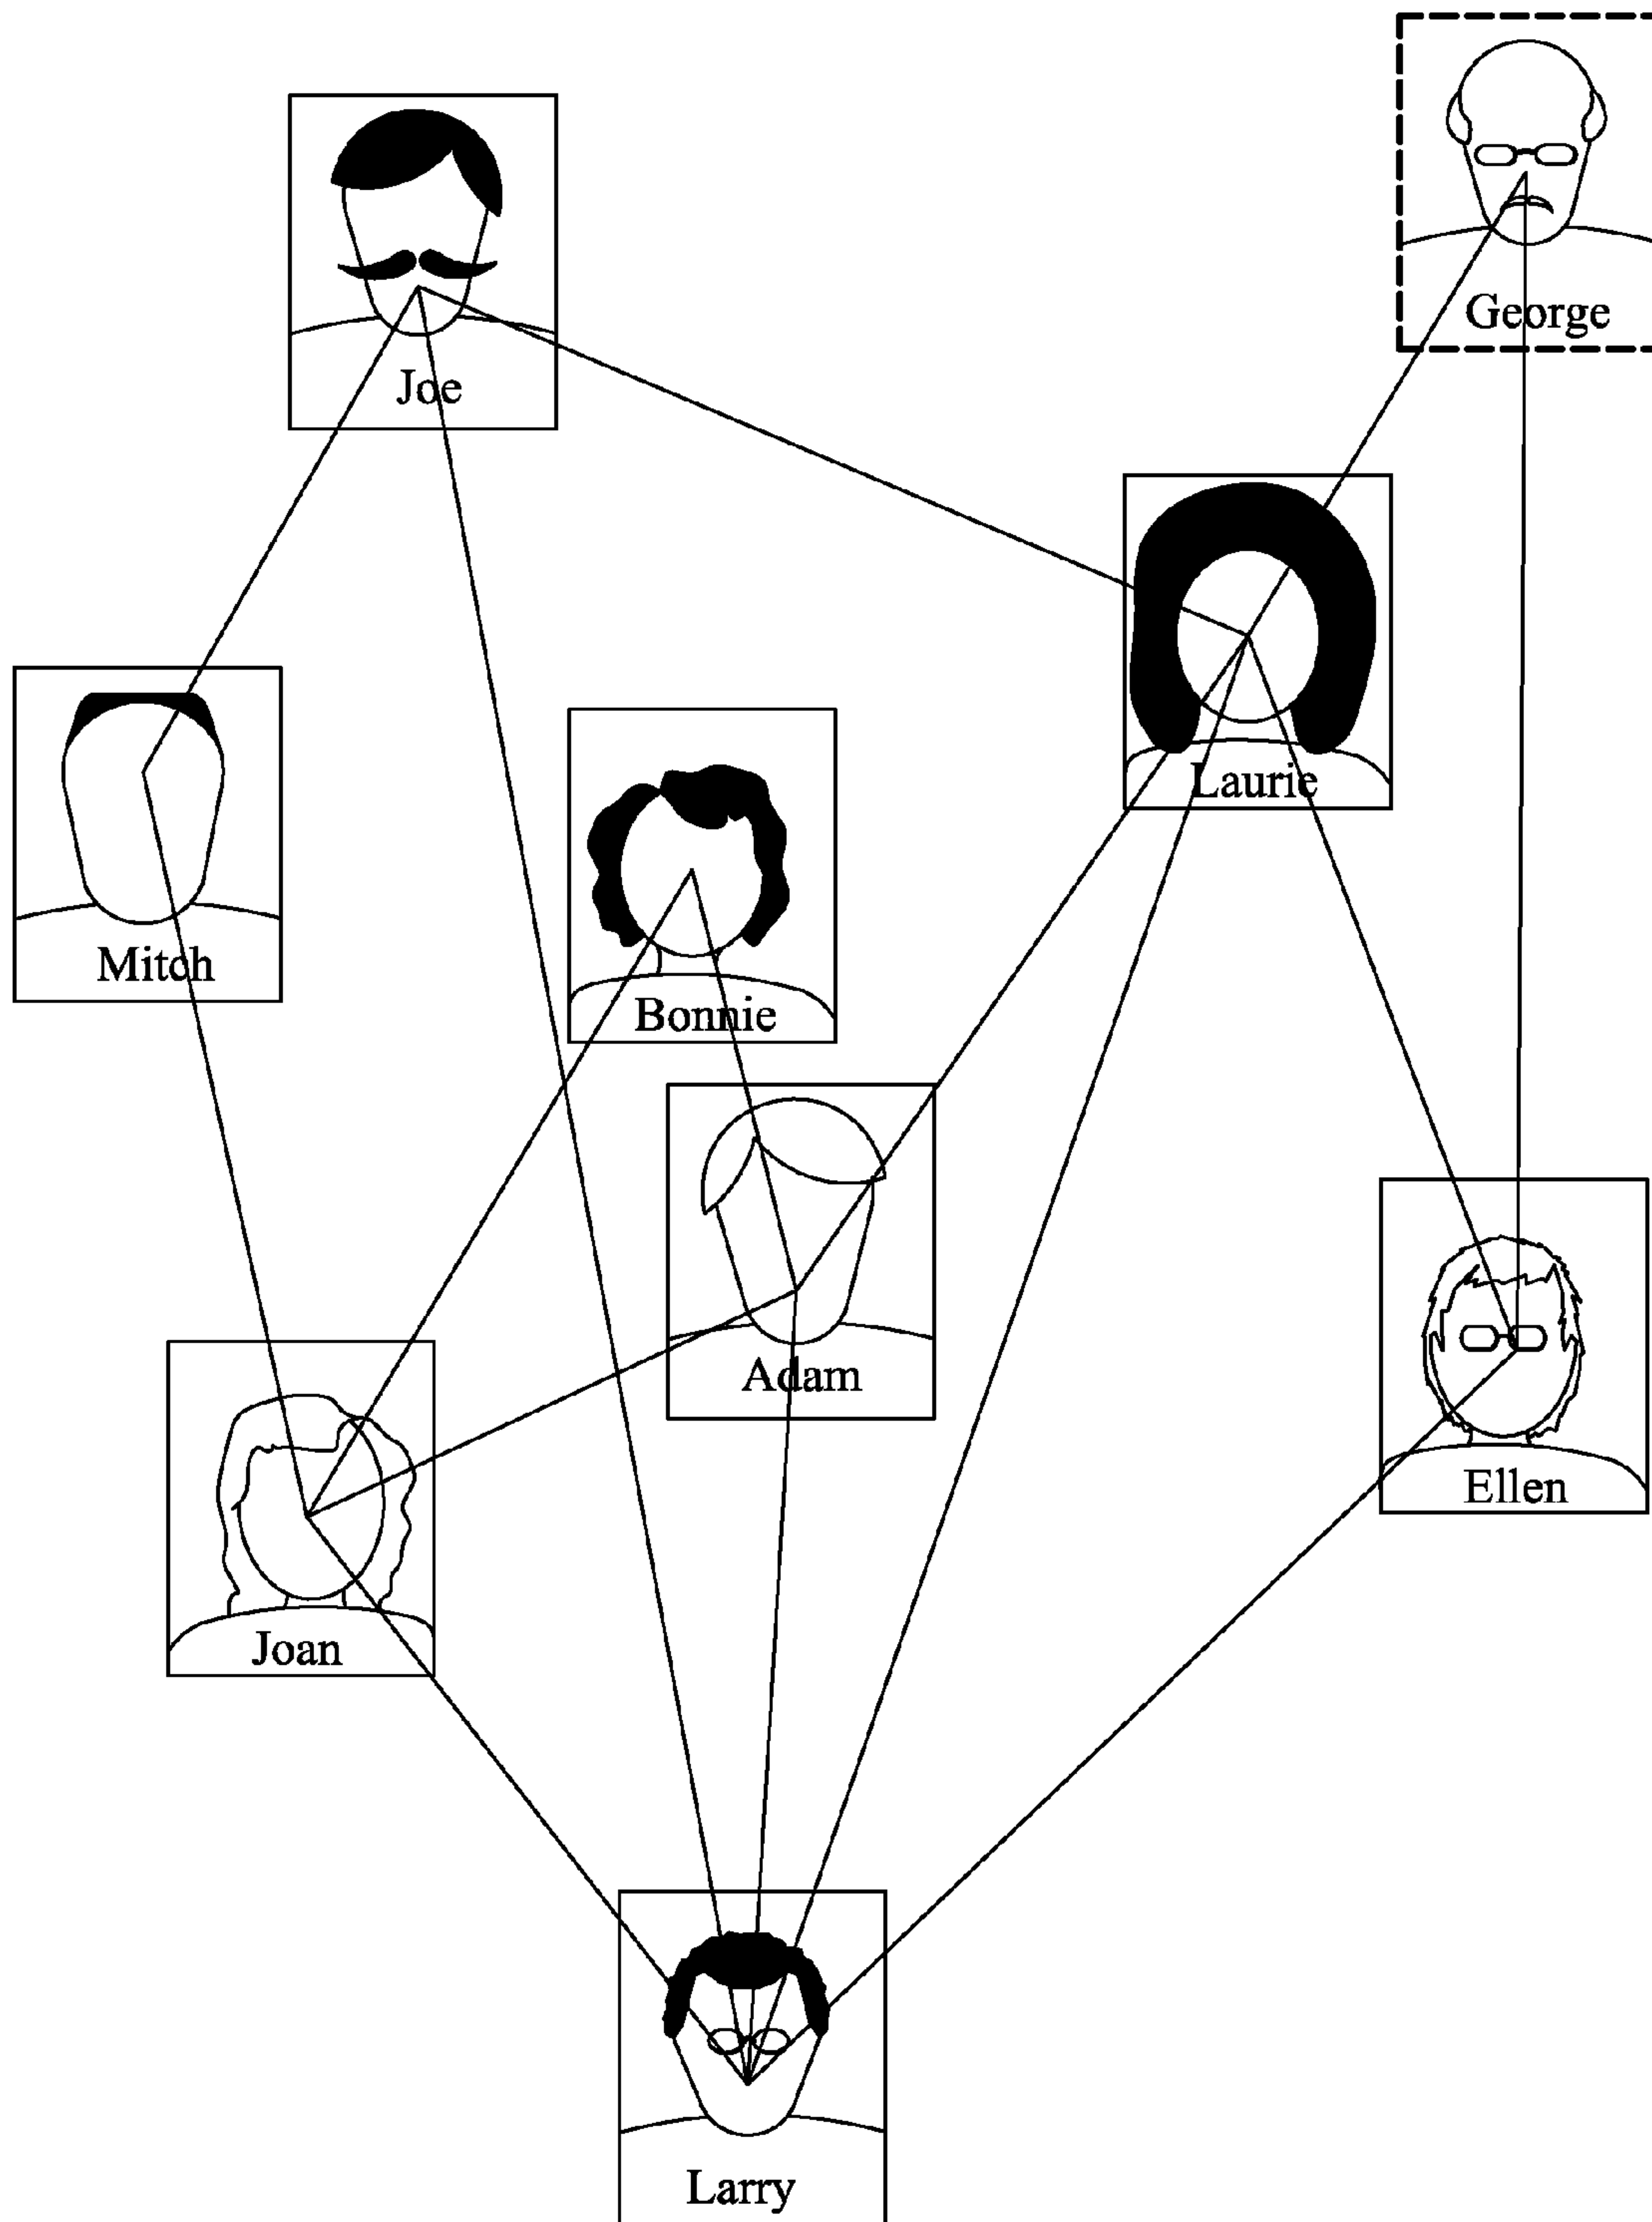 George
Joe
Laurie
Mitch
Bonnie
Adam
Ellen
Joan
Larry